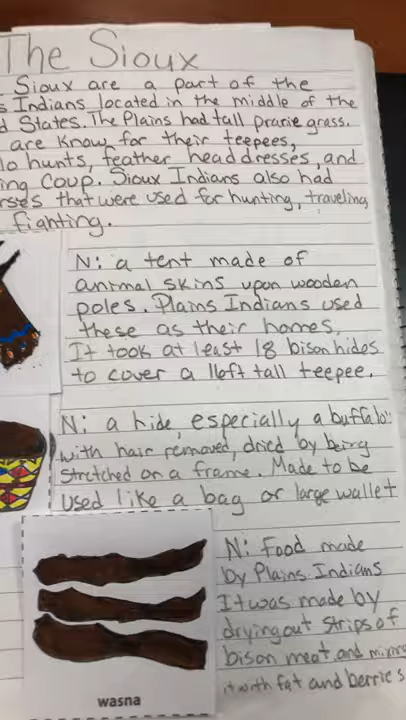 The Sioux
Sioux are a part of the
s Indians located in the middle of the
d States. The Plains had tall prarie grass.
are know for their teepees,
lo hunts, feather headdresses, and
ing Coup. Sioux Indians also had
rses that were used for hunting, traveling
fighting.
N: a tent made of
animal skins upon wooden
poles. Plains Indians used
these as their homes.
It took at least 18 bison hides
to cover a 16ft tall teepee.
N: a hide, especially a buffalo
with hair removed, dried by being
stretched on a frame. Made to be
used like a bag or large wallet
N: Food made
by Plains Indians
It was made by
drying out strips of
bison meat and mixing
it with fat and berries
wasna